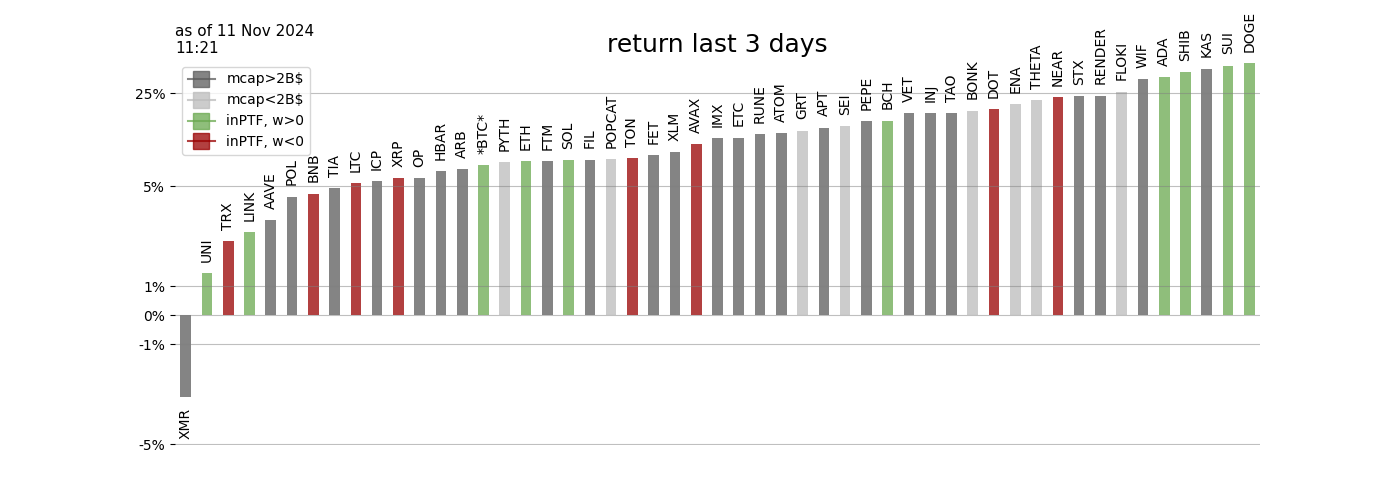 as of 11 Nov 2024
11:21
return last 3 days
mcap>2B$
mcap<2B$
inPTF, w>0
inPTF, w<0
25%
5%
1%
0%
-1%
-5%
XMR
UNI
TRX
LINK
AAVE
POL
BNB
TIA
LTC
ICP
XRP
OP
HBAR
ARB
*BTC*
PYTH
ETH
FTM
SOL
FIL
POPCAT
TON
FET
XLM
AVAX
IMX
ETC
RUNE
ATOM
GRT
APT
SEI
PEPE
BCH
VET
INJ
TAO
BONK
DOT
ENA
THETA
NEAR
STX
RENDER
FLOKI
WIF
ADA
SHIB
KAS
SUI
DOGE